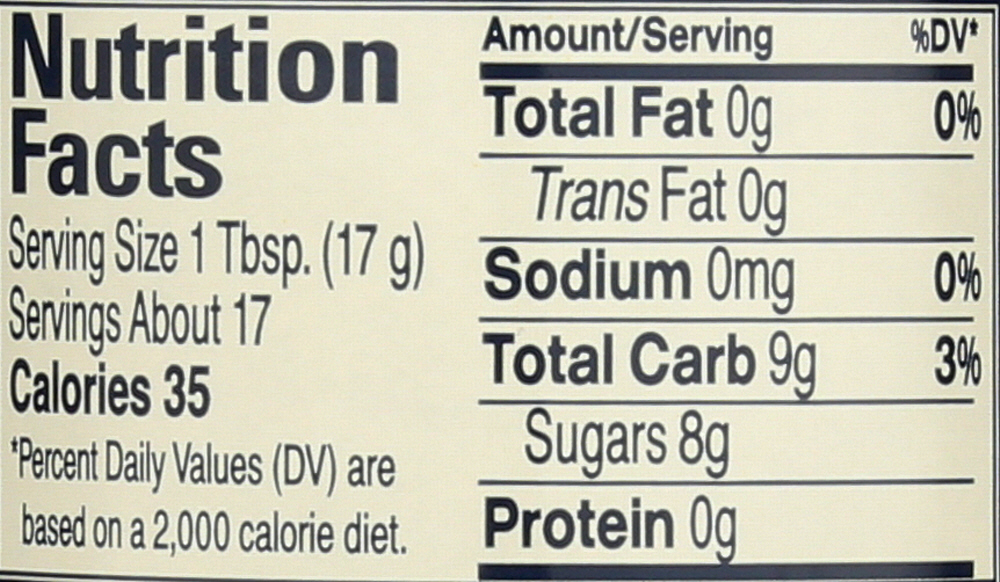 Nutrition
Facts
Serving Size 1 Tbsp. (17 g)
Servings About 17
Calories 35
*Percent Daily Values (DV) are
based on a 2,000 calorie diet.
Amount/Serving %DV*
Total Fat 0g 0%
Trans Fat 0g
Sodium 0mg 0%
Total Carb 9g 3%
Sugars 8g
Protein 0g